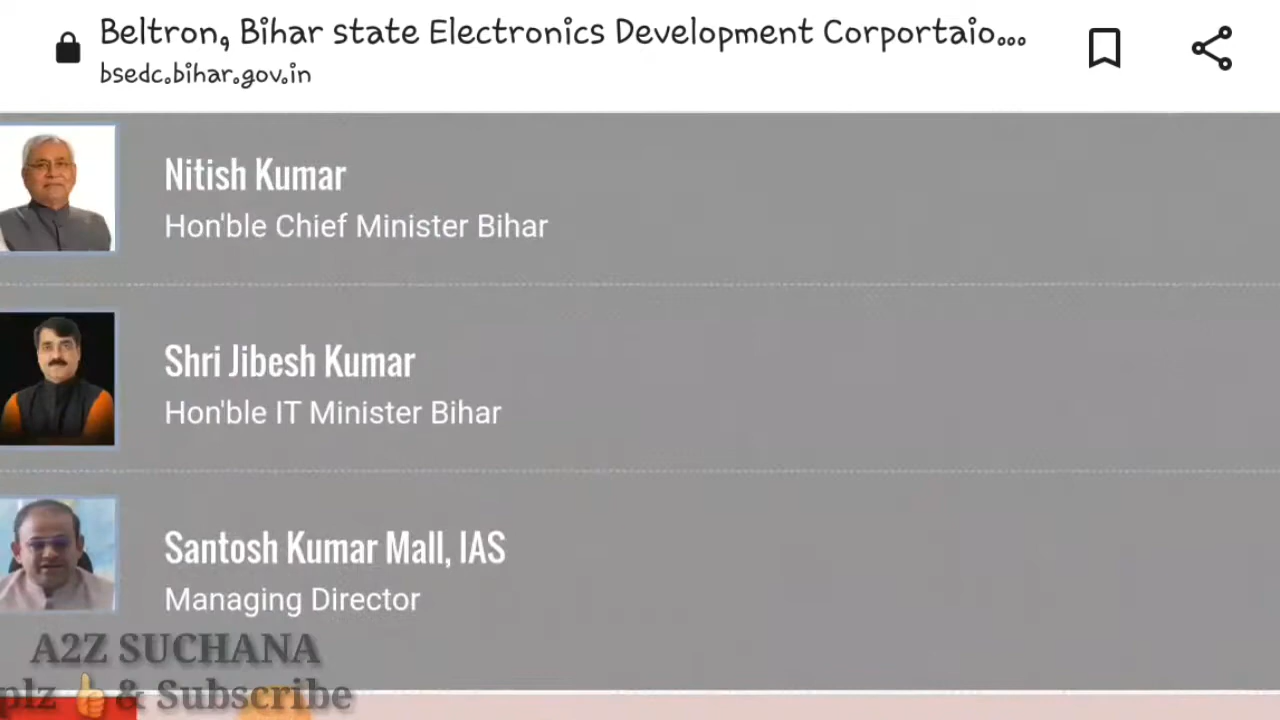 Beltron, Bihar state Electronics Development Corportaio...
bsedc.bihar.gov.in
Nitish Kumar
Hon'ble Chief Minister Bihar
Shri Jibesh Kumar
Hon'ble IT Minister Bihar
Santosh Kumar Mall, IAS
Managing Director
A2Z SUCHANA
plz 👍 & Subscribe